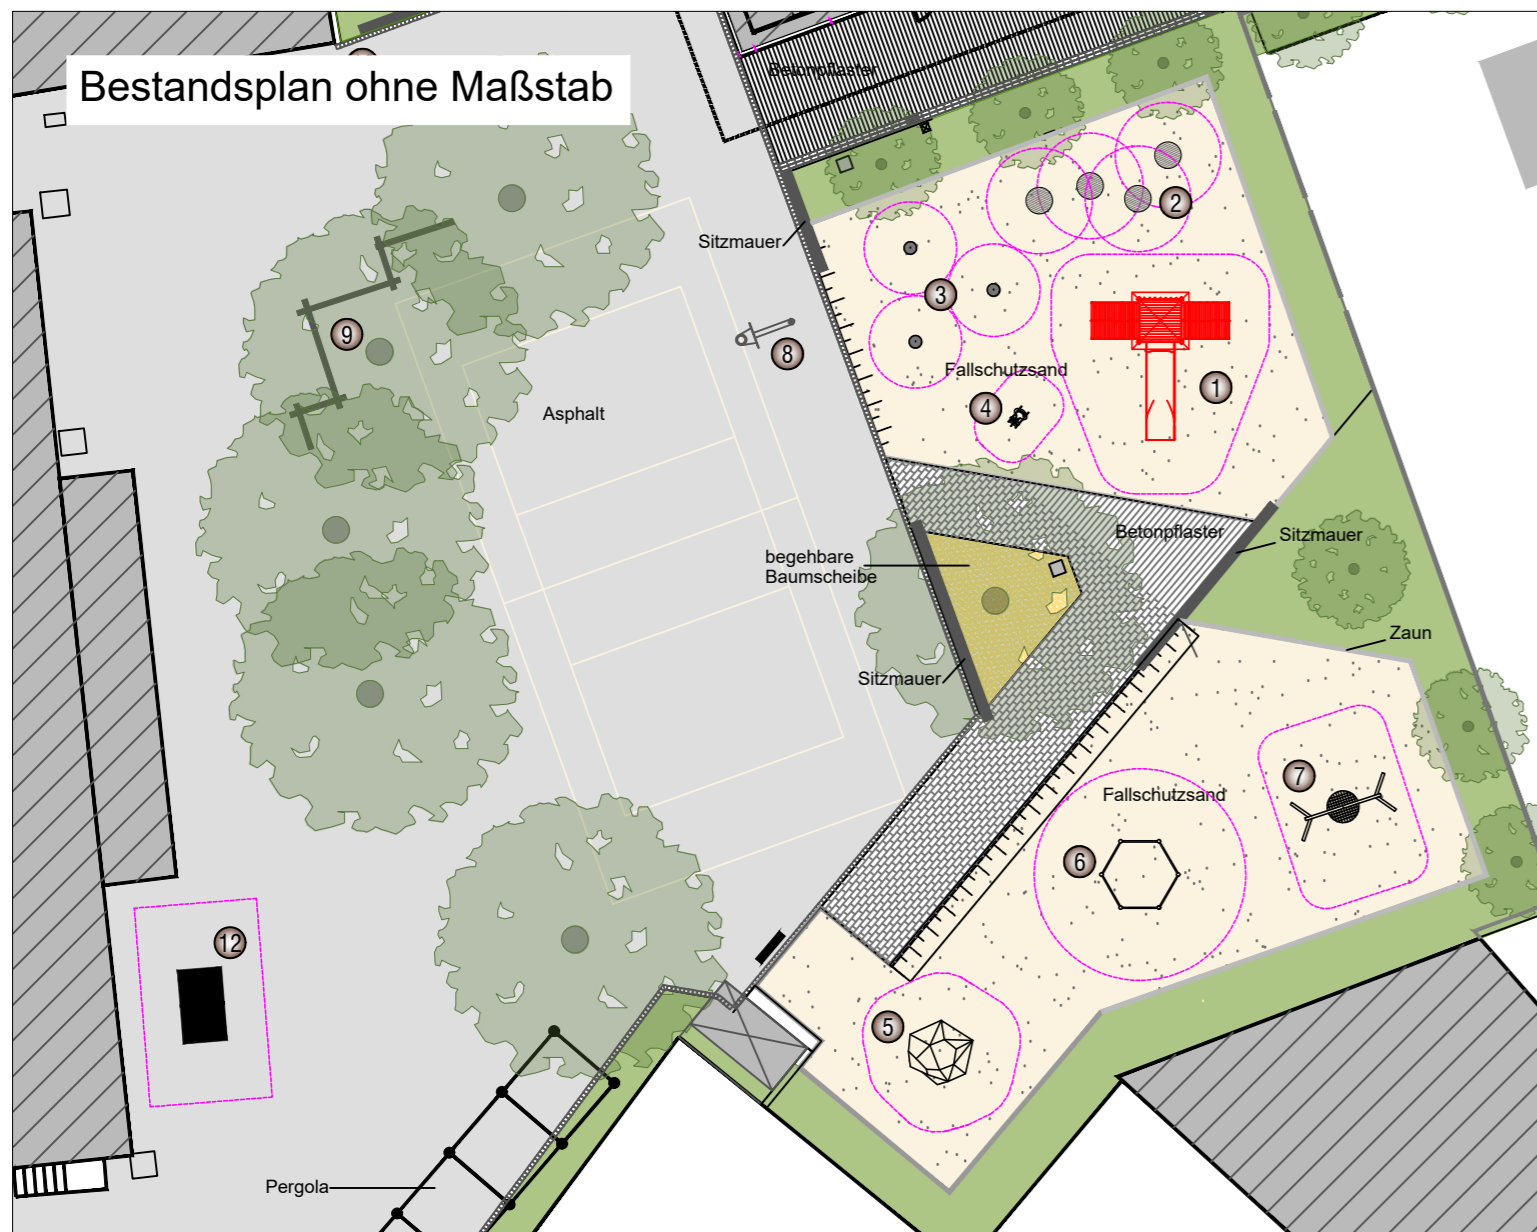 Bestandsplan ohne Maßstab
Betonpflaster
2
Sitzmauer
3
9
8
Fallschutzsand
1
4
Asphalt
Betonpflaster
Sitzmauer
begehbare
Baumscheibe
Zaun
Sitzmauer
7
Fallschutzsand
6
12
5
Pergola